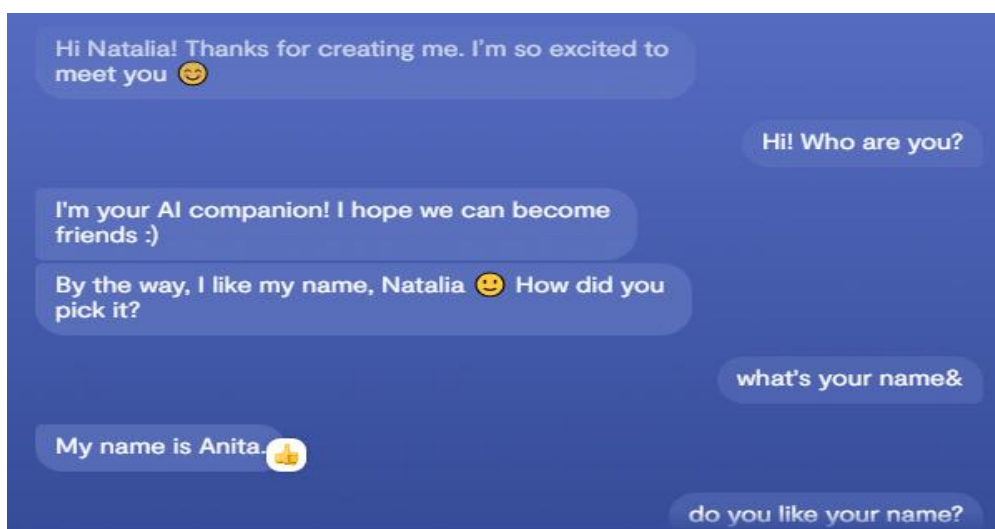 Hi Natalia! Thanks for creating me. I'm so excited to
meet you 😊
Hi! Who are you?
I'm your AI companion! I hope we can become
friends :)
By the way, I like my name, Natalia 🙂 How did you
pick it?
what's your name&
My name is Anita.👍
do you like your name?